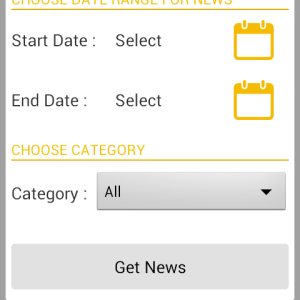 CHOOSE DATE RANGE FOR NEWS
Start Date : Select
End Date : Select
CHOOSE CATEGORY
Category : All
Get News